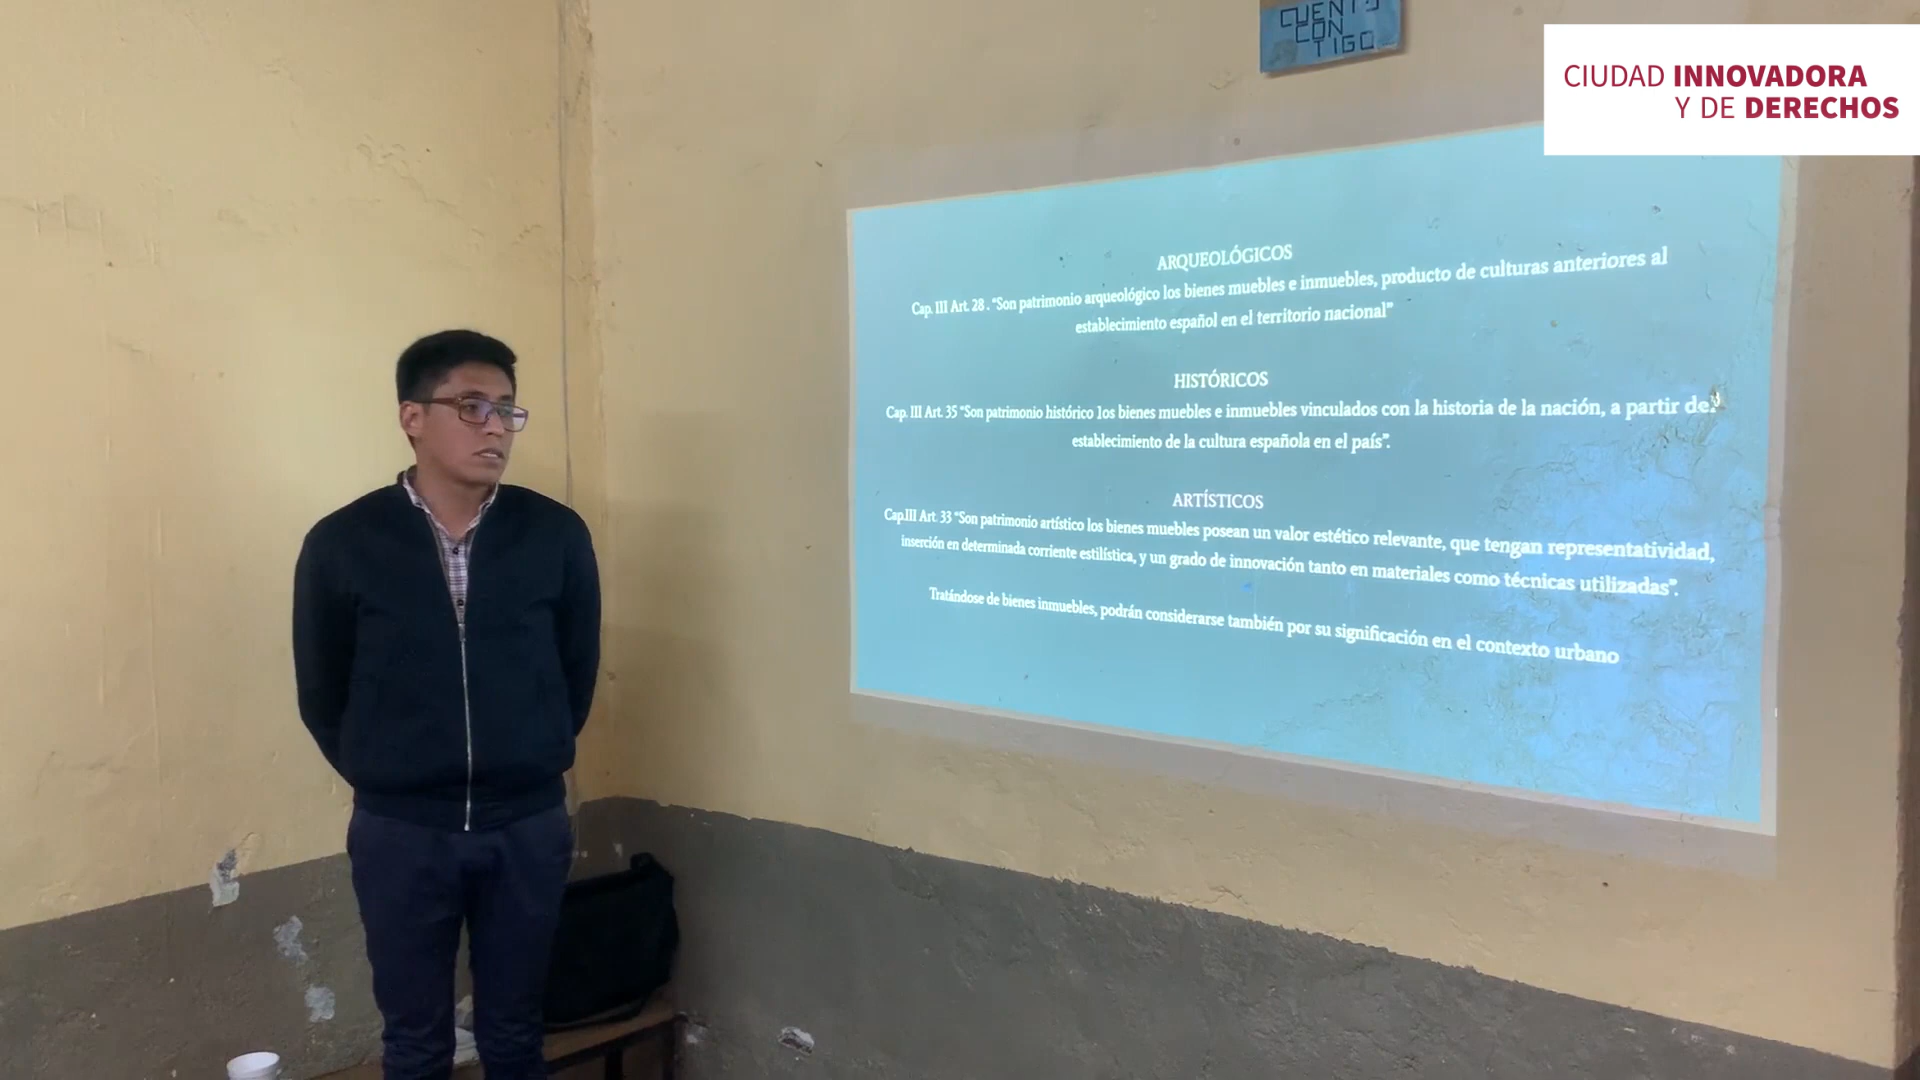 CUENTO
CON
TIGO
CIUDAD INNOVADORA
Y DE DERECHOS
ARQUEOLÓGICOS
Cap. III Art. 28 . “Son patrimonio arqueológico los bienes muebles e inmuebles, producto de culturas anteriores al
establecimiento español en el territorio nacional”
HISTÓRICOS
Cap. III Art. 35 “Son patrimonio histórico los bienes muebles e inmuebles vinculados con la historia de la nación, a partir del
establecimiento de la cultura española en el país”.
ARTÍSTICOS
Cap.III Art. 33 “Son patrimonio artístico los bienes muebles posean un valor estético relevante, que tengan representatividad,
inserción en determinada corriente estilística, y un grado de innovación tanto en materiales como técnicas utilizadas”.
Tratándose de bienes inmuebles, podrán considerarse también por su significación en el contexto urbano